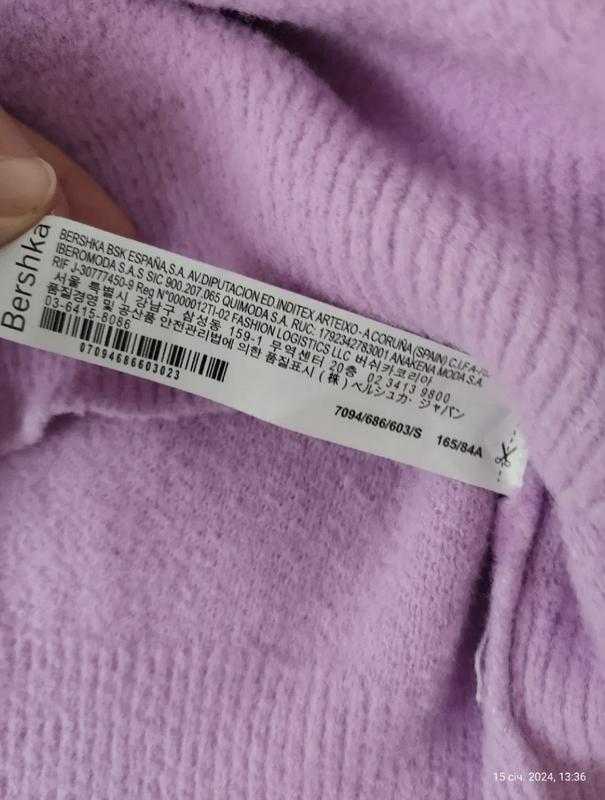 Bershka
BERSHKA BSK ESPAÑA,S.A. AV.DIPUTACION ED.INDITEX ARTEIXO - A CORUÑA (SPAIN) C.I.F.A-
IBEROMODA S.A.S SIC 900.207.065 QUIMODA S.A. RUC: 1792342783001 ANAKENA MODA S.A.
RIF J-30777450-9 Reg N°0000012TI-02 FASHION LOGISTICS LLC 버쉬카코리아
서울 특별시 강남구 삼성동 159-1 무역센터 20층 02 3413 9800
품질경영및공산품 안전관리법에 의한 품질표시 (株) ベルシュカ・ジャパン
03-6415-8086
07094686603023
7094/686/603/S 165/84A
15 січ. 2024, 13:36